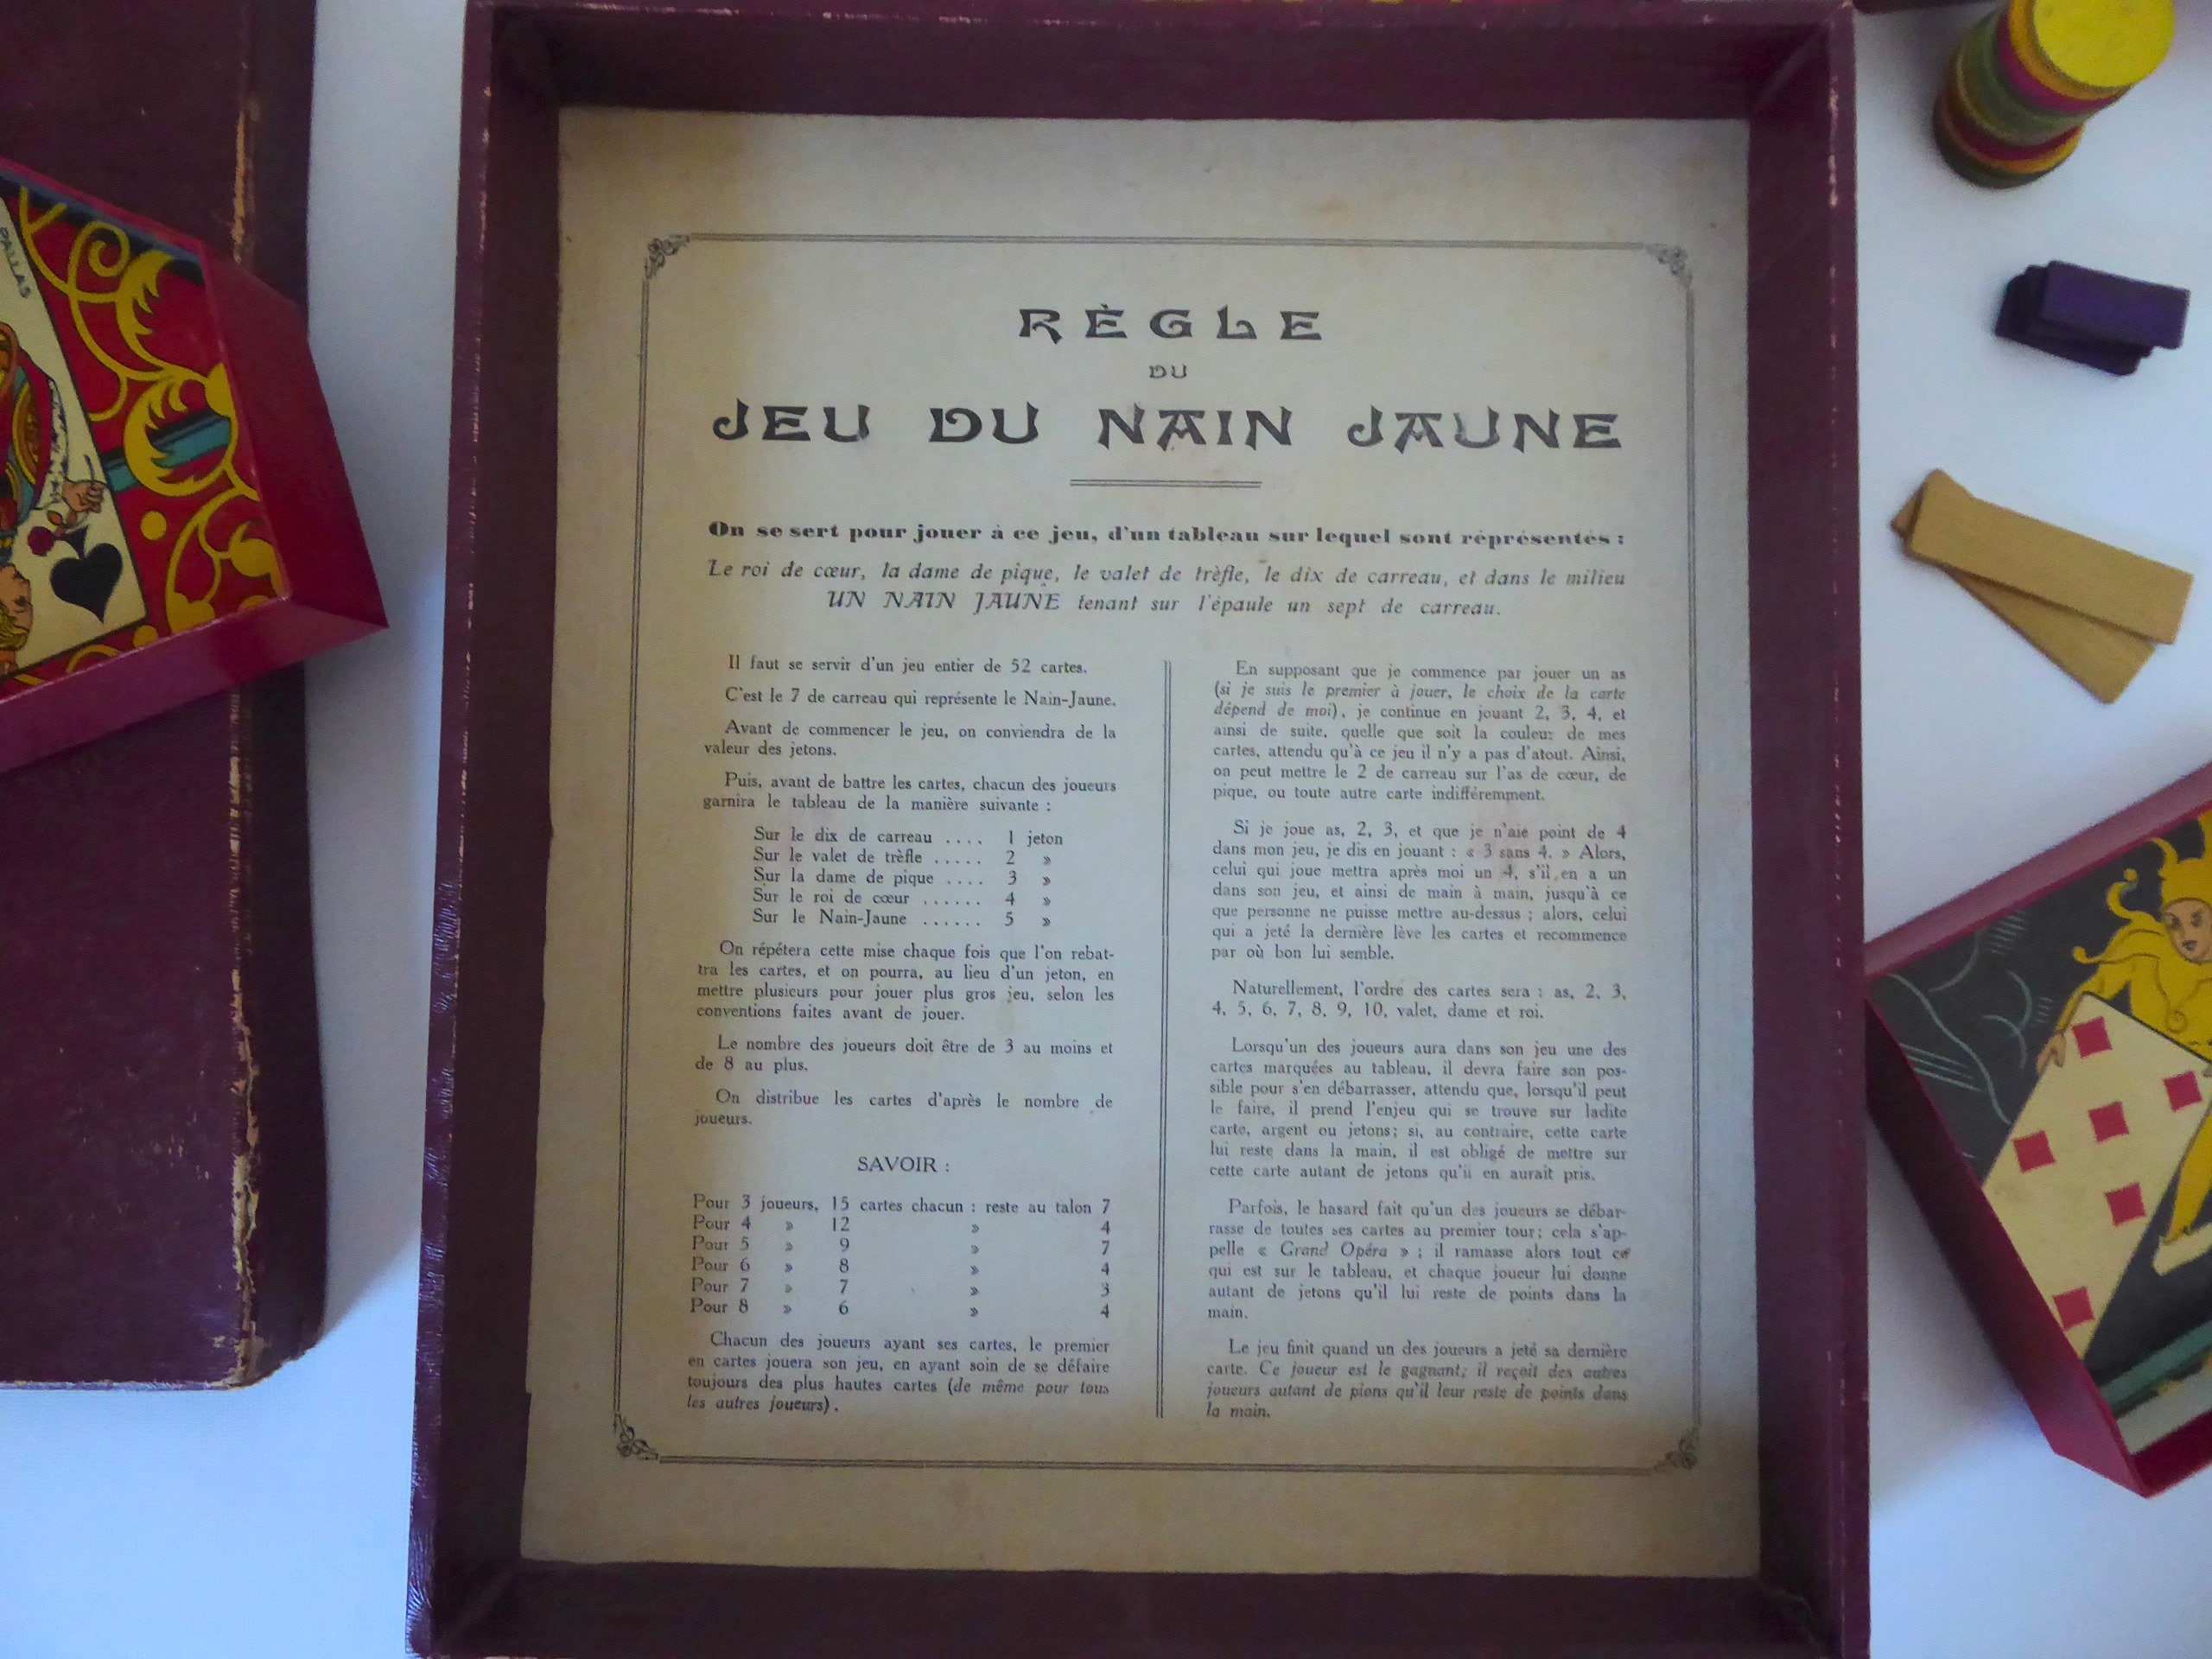 PALLAS
RÈGLE
DU
JEU DU NAIN JAUNE
On se sert pour jouer à ce jeu, d'un tableau sur lequel sont réprésentés :
Le roi de cœur, la dame de pique, le valet de trèfle, le dix de carreau, et dans le milieu
UN NAIN JAUNE tenant sur l'épaule un sept de carreau.
Il faut se servir d'un jeu entier de 52 cartes.
C'est le 7 de carreau qui représente le Nain-Jaune.
Avant de commencer le jeu, on conviendra de la
valeur des jetons.
Puis, avant de battre les cartes, chacun des joueurs
garnira le tableau de la manière suivante :
Sur le dix de carreau .... 1 jeton
Sur le valet de trèfle ..... 2 »
Sur la dame de pique .... 3 »
Sur le roi de cœur ...... 4 »
Sur le Nain-Jaune ...... 5 »
On répétera cette mise chaque fois que l'on rebat-
tra les cartes, et on pourra, au lieu d'un jeton, en
mettre plusieurs pour jouer plus gros jeu, selon les
conventions faites avant de jouer.
Le nombre des joueurs doit être de 3 au moins et
de 8 au plus.
On distribue les cartes d'après le nombre de
joueurs.
SAVOIR :
Pour 3 joueurs, 15 cartes chacun : reste au talon 7
Pour 4 » 12 » 4
Pour 5 » 9 » 7
Pour 6 » 8 » 4
Pour 7 » 7 » 3
Pour 8 » 6 » 4
Chacun des joueurs ayant ses cartes, le premier
en cartes jouera son jeu, en ayant soin de se défaire
toujours des plus hautes cartes (de même pour tous
les autres joueurs).
En supposant que je commence par jouer un as
(si je suis le premier à jouer, le choix de la carte
dépend de moi), je continue en jouant 2, 3, 4, et
ainsi de suite, quelle que soit la couleur de mes
cartes, attendu qu'à ce jeu il n'y a pas d'atout. Ainsi,
on peut mettre le 2 de carreau sur l'as de cœur, de
pique, ou toute autre carte indifféremment.
Si je joue as, 2, 3, et que je n'aie point de 4
dans mon jeu, je dis en jouant : « 3 sans 4. » Alors,
celui qui joue mettra après moi un 4, s'il en a un
dans son jeu, et ainsi de main à main, jusqu'à ce
que personne ne puisse mettre au-dessus ; alors, celui
qui a jeté la dernière lève les cartes et recommence
par où bon lui semble.
Naturellement, l'ordre des cartes sera : as, 2, 3,
4, 5, 6, 7, 8, 9, 10, valet, dame et roi.
Lorsqu'un des joueurs aura dans son jeu une des
cartes marquées au tableau, il devra faire son pos-
sible pour s'en débarrasser, attendu que, lorsqu'il peut
le faire, il prend l'enjeu qui se trouve sur ladite
carte, argent ou jetons; si, au contraire, cette carte
lui reste dans la main, il est obligé de mettre sur
cette carte autant de jetons qu'il en aurait pris.
Parfois, le hasard fait qu'un des joueurs se débar-
rasse de toutes ses cartes au premier tour; cela s'ap-
pelle « Grand Opéra » ; il ramasse alors tout ce
qui est sur le tableau, et chaque joueur lui donne
autant de jetons qu'il lui reste de points dans la
main.
Le jeu finit quand un des joueurs a jeté sa dernière
carte. Ce joueur est le gagnant; il reçoit des autres
joueurs autant de pions qu'il leur reste de points dans
la main.